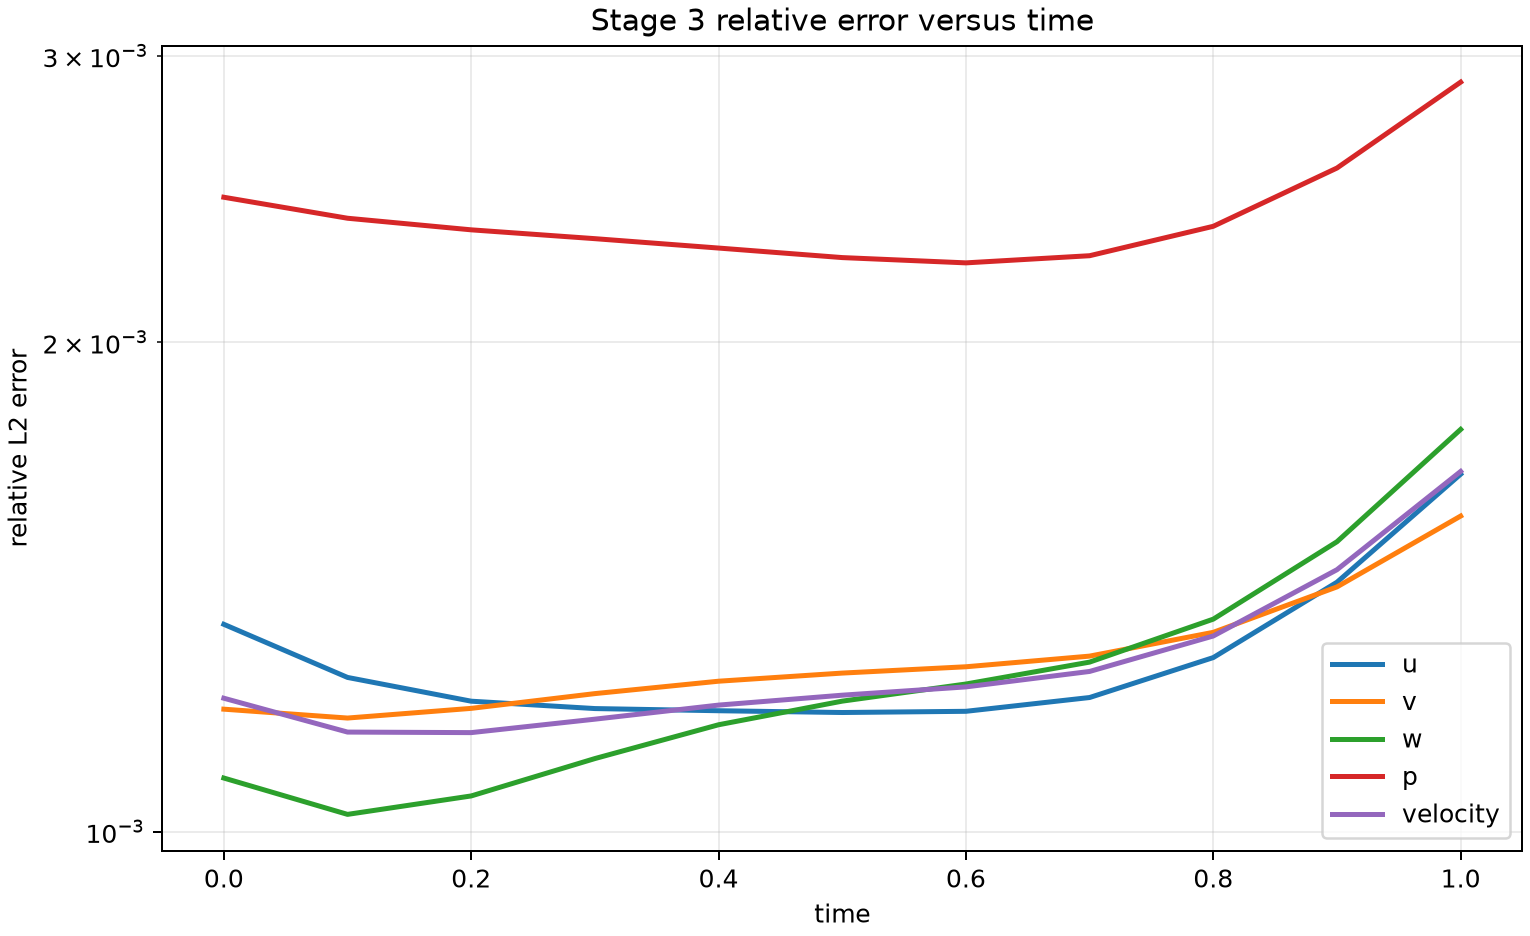 Stage 3 relative error versus time
3 × 10⁻³
2 × 10⁻³
10⁻³
relative L2 error
0.0 0.2 0.4 0.6 0.8 1.0
time
u
v
w
p
velocity